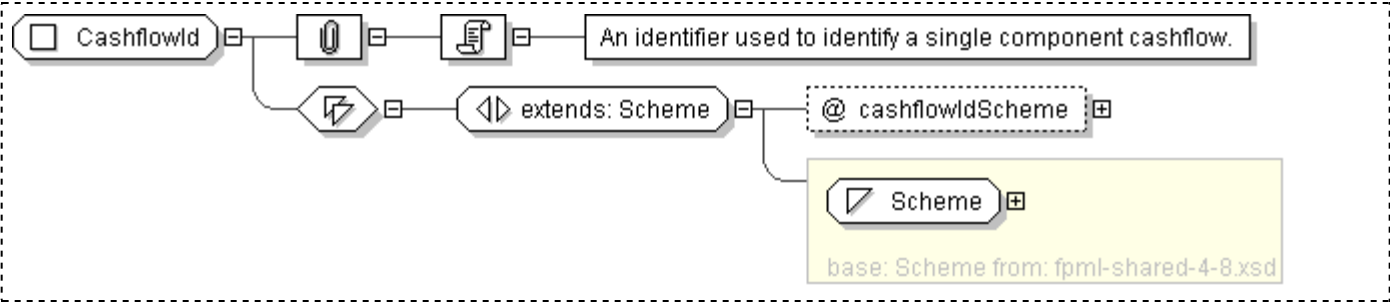 CashflowId
An identifier used to identify a single component cashflow.
extends: Scheme
@ cashflowIdScheme
Scheme
base: Scheme from: fpml-shared-4-8.xsd